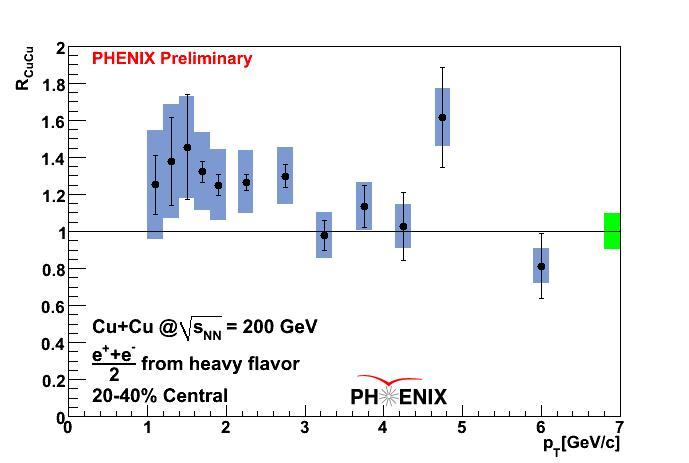 R_CuCu
PHENIX Preliminary
2
1.8
1.6
1.4
1.2
1
0.8
0.6
0.4
0.2
0
Cu+Cu @ √s_NN = 200 GeV
e⁺+e⁻
2
from heavy flavor
20-40% Central
PHENIX
0 1 2 3 4 5 6 7
p_T[GeV/c]